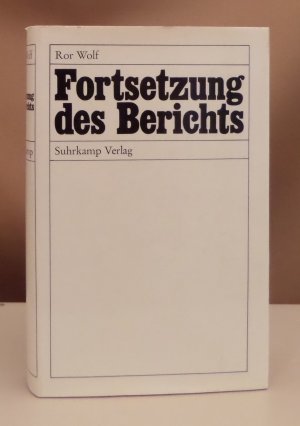 Ror Wolf
Fortsetzung
des Berichts
Suhrkamp Verlag